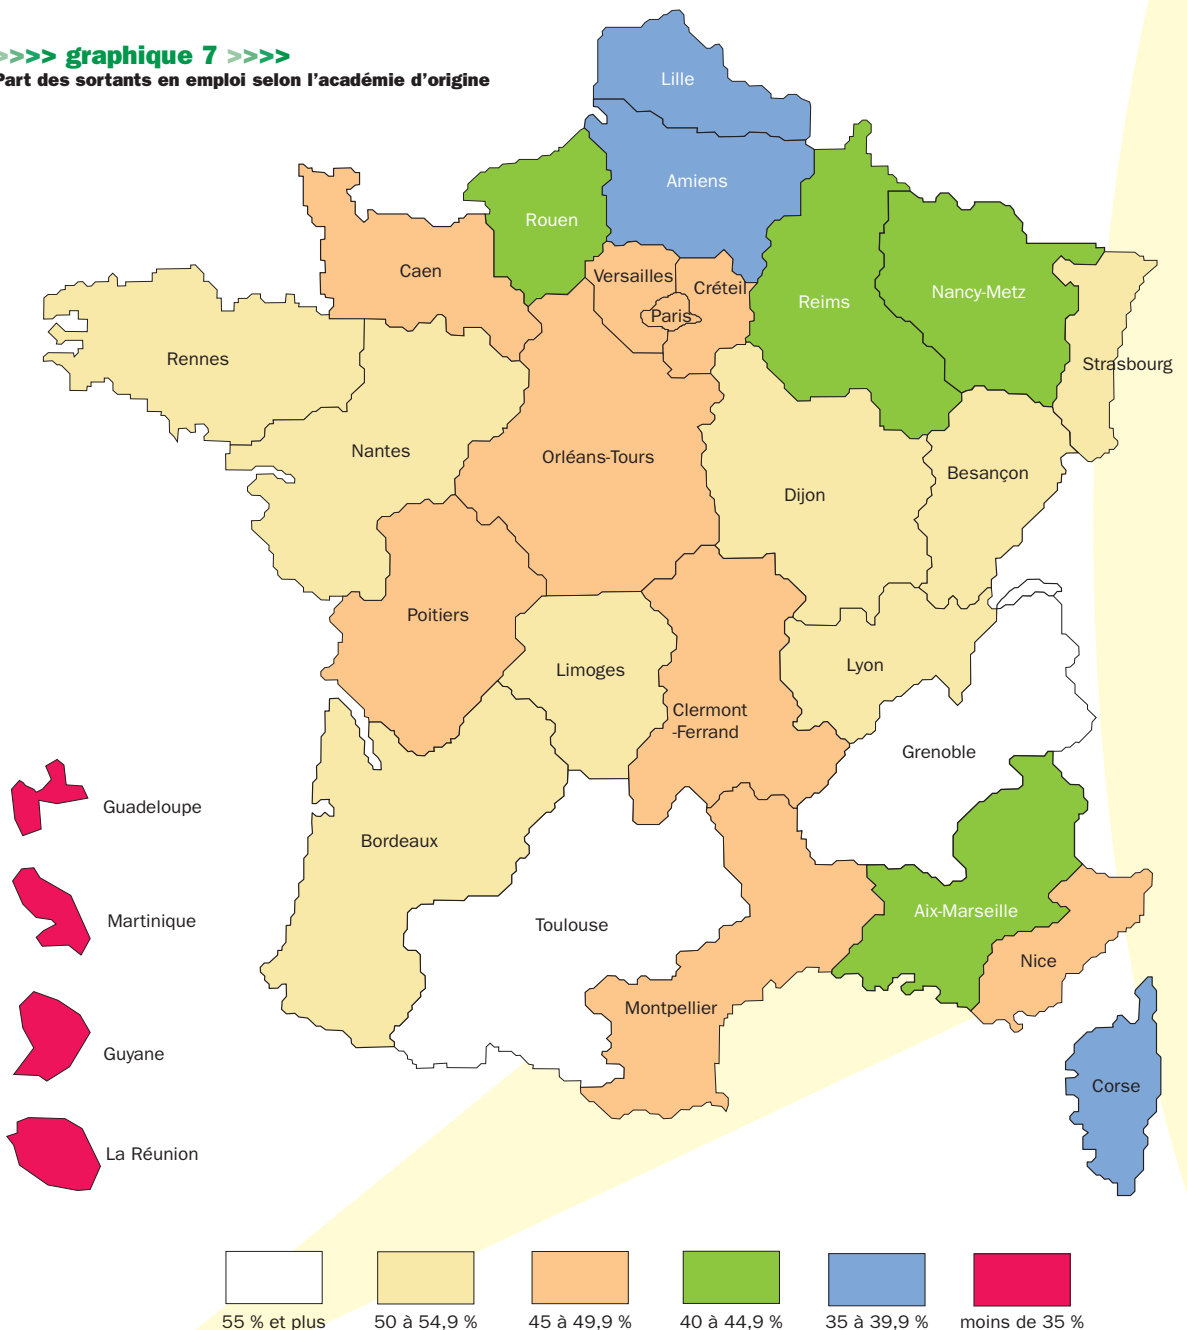 >>>> graphique 7 >>>>
Part des sortants en emploi selon l'académie d'origine
Lille
Amiens
Rouen
Caen
Versailles
Créteil
Paris
Reims
Nancy-Metz
Strasbourg
Rennes
Nantes
Orléans-Tours
Dijon
Besançon
Poitiers
Limoges
Lyon
Clermont
-Ferrand
Grenoble
Guadeloupe
Bordeaux
Martinique
Toulouse
Aix-Marseille
Nice
Montpellier
Guyane
Corse
La Réunion
55 % et plus
50 à 54,9 %
45 à 49,9 %
40 à 44,9 %
35 à 39,9 %
moins de 35 %